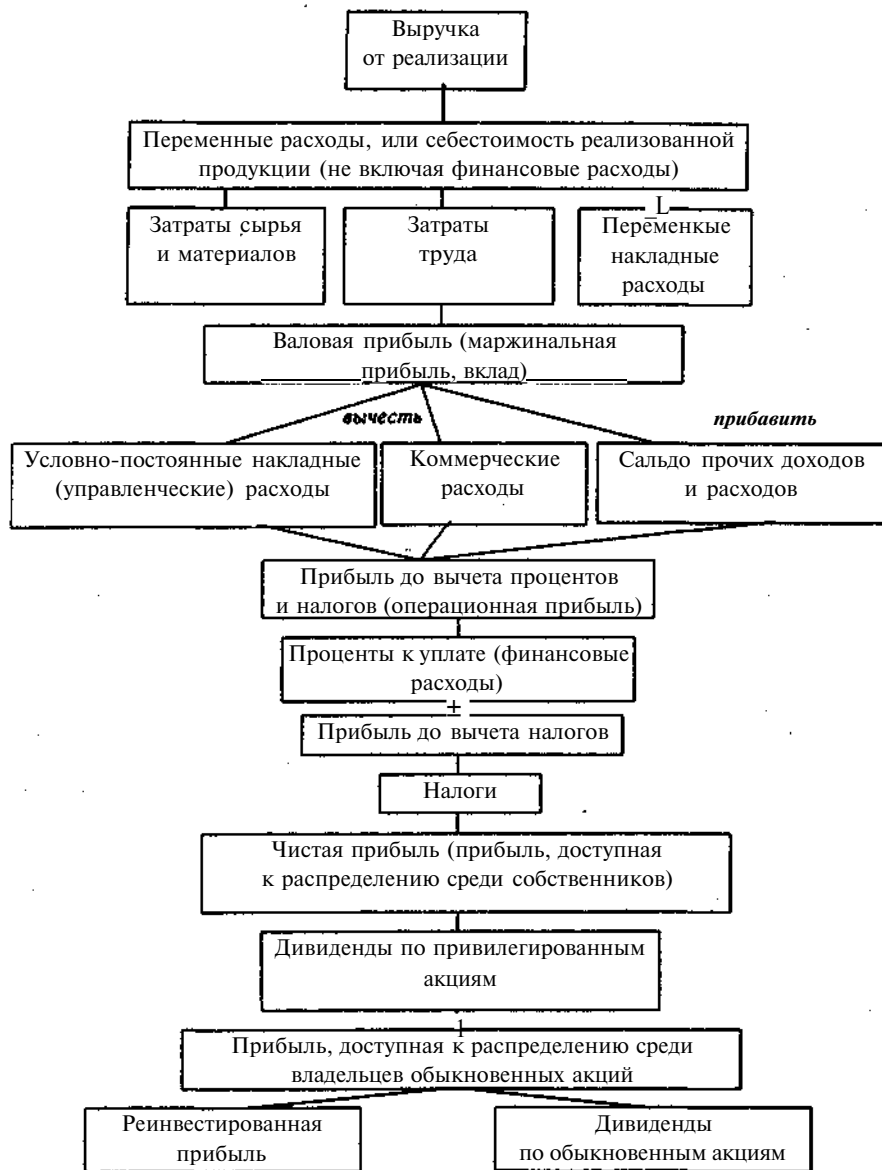 Выручка
от реализации
Переменные расходы, или себестоимость реализованной
продукции (не включая финансовые расходы)
Затраты сырья
и материалов
Затраты
труда
Переменкые
накладные
расходы
Валовая прибыль (маржинальная
прибыль, вклад)
вычесть
прибавить
Условно-постоянные накладные
(управленческие) расходы
Коммерческие
расходы
Сальдо прочих доходов
и расходов
Прибыль до вычета процентов
и налогов (операционная прибыль)
Проценты к уплате (финансовые
расходы)
Прибыль до вычета налогов
Налоги
Чистая прибыль (прибыль, доступная
к распределению среди собственников)
Дивиденды по привилегированным
акциям
Прибыль, доступная к распределению среди
владельцев обыкновенных акций
Реинвестированная
прибыль
Дивиденды
по обыкновенным акциям